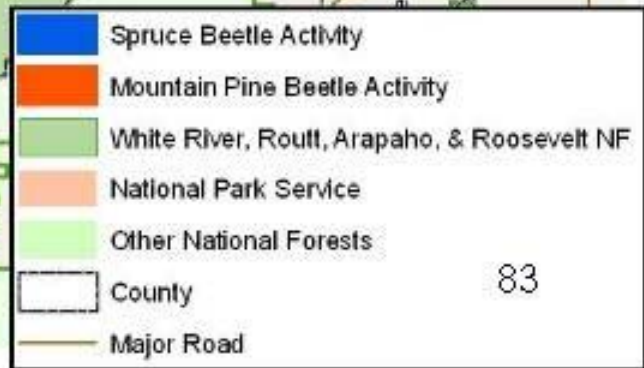 Spruce Beetle Activity
Mountain Pine Beetle Activity
White River, Routt, Arapaho, & Roosevelt NF
National Park Service
Other National Forests
County
83
Major Road